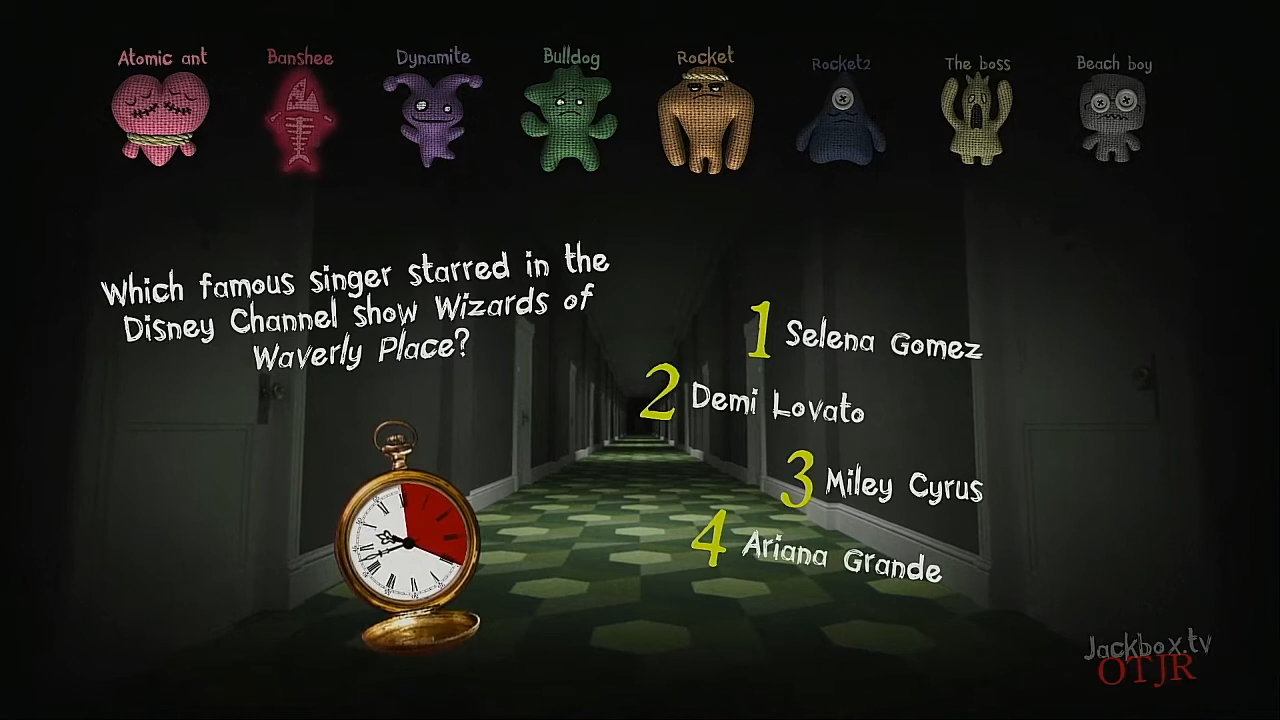 Atomic ant
Banshee
Dynamite
Bulldog
Rocket
Rocket2
The boss
Beach boy
Which famous singer starred in the
Disney Channel show Wizards of
Waverly Place?
1 Selena Gomez
2 Demi Lovato
3 Miley Cyrus
4 Ariana Grande
Jackbox.tv
OTJR